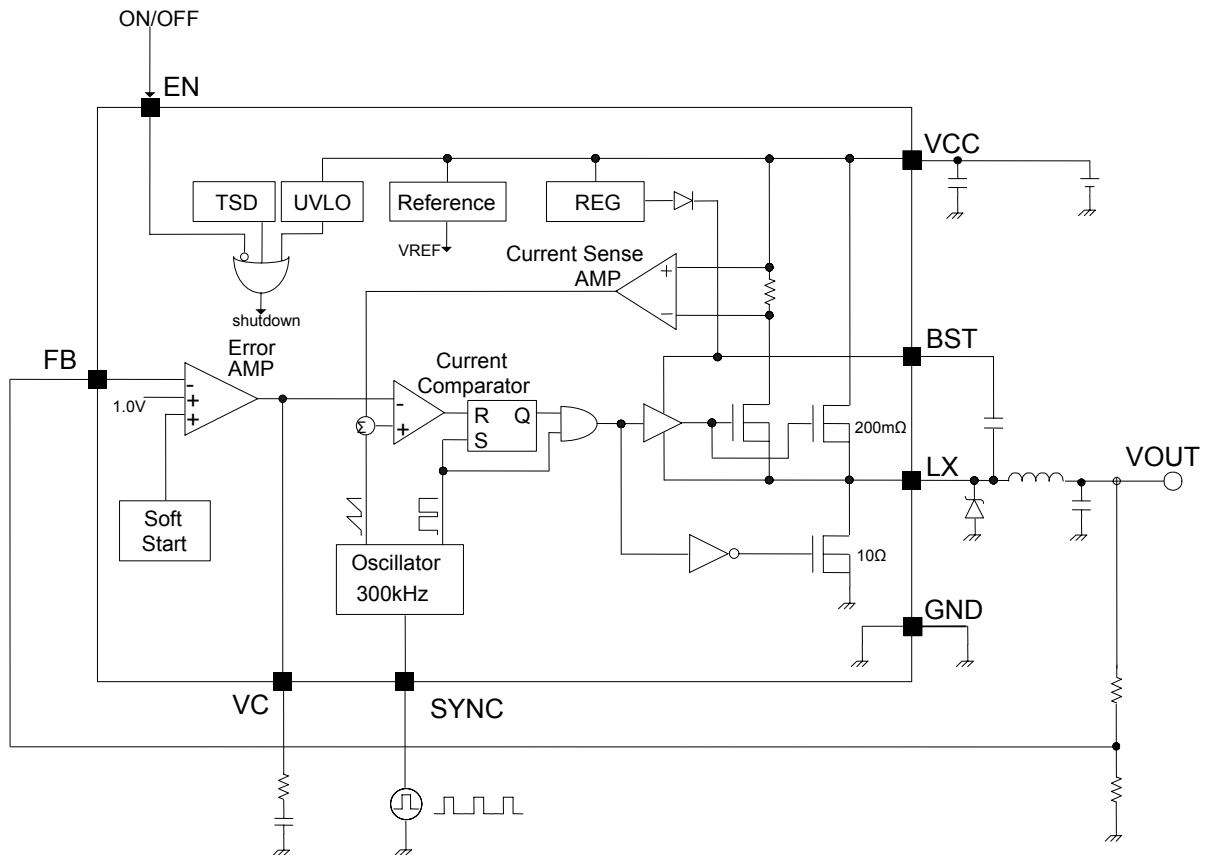 ON/OFF
EN
VCC
TSD
UVLO
Reference
REG
VREF
Current Sense
AMP
+
−
shutdown
BST
FB
Error
AMP
Current
Comparator
-
1.0V
+
+
-
Σ
+
R
Q
S
200mΩ
LX
VOUT
Soft
Start
Oscillator
300kHz
10Ω
GND
VC
SYNC